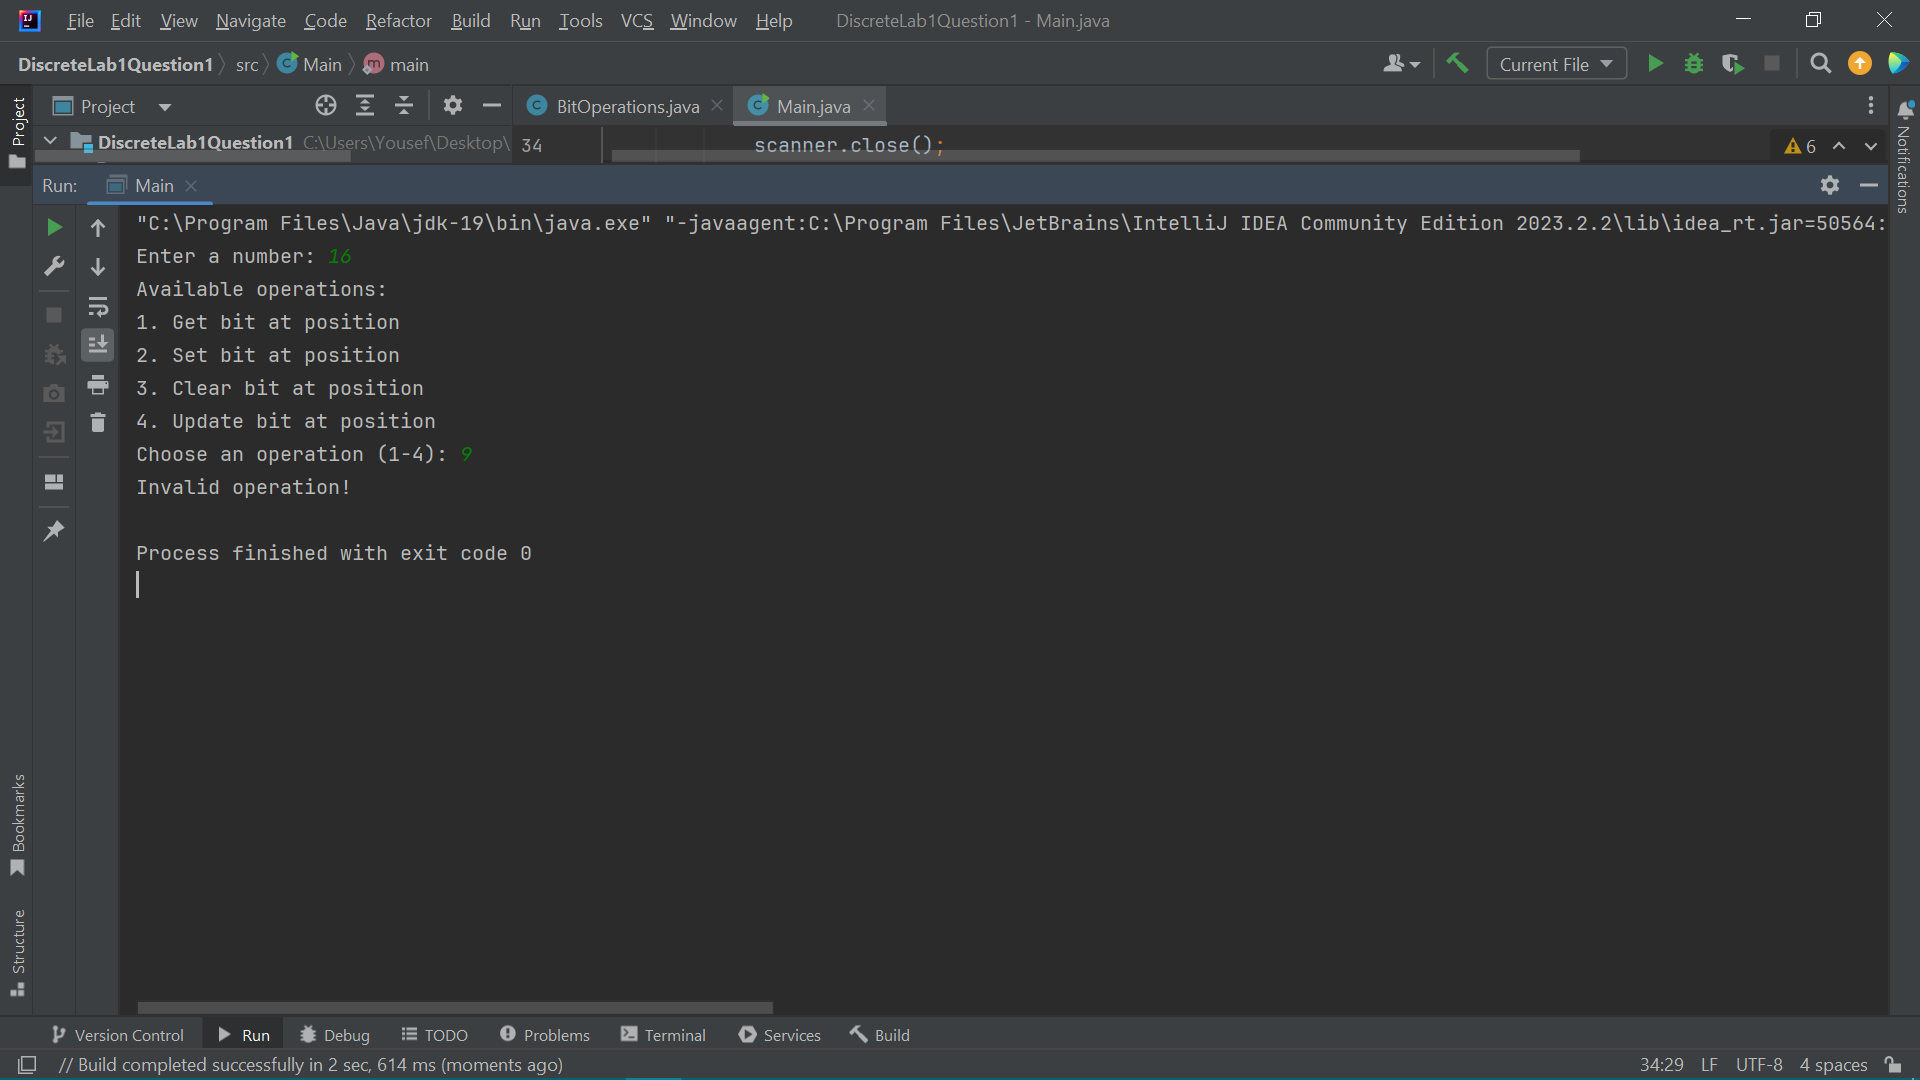 File Edit View Navigate Code Refactor Build Run Tools VCS Window Help DiscreteLab1Question1 - Main.java
DiscreteLab1Question1 src Main main Current File
Project Project BitOperations.java Main.java
DiscreteLab1Question1 C:\Users\Yousef\Desktop\ 34 scanner.close(); 6
Notifications
Run: Main
"C:\Program Files\Java\jdk-19\bin\java.exe" "-javaagent:C:\Program Files\JetBrains\IntelliJ IDEA Community Edition 2023.2.2\lib\idea_rt.jar=50564:
Enter a number: 16
Available operations:
1. Get bit at position
2. Set bit at position
3. Clear bit at position
4. Update bit at position
Choose an operation (1-4): 9
Invalid operation!
Process finished with exit code 0
Bookmarks
Structure
Version Control Run Debug TODO Problems Terminal Services Build
// Build completed successfully in 2 sec, 614 ms (moments ago) 34:29 LF UTF-8 4 spaces